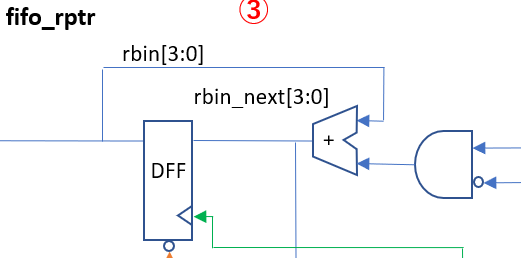 fifo_rptr
③
rbin[3:0]
rbin_next[3:0]
+
DFF